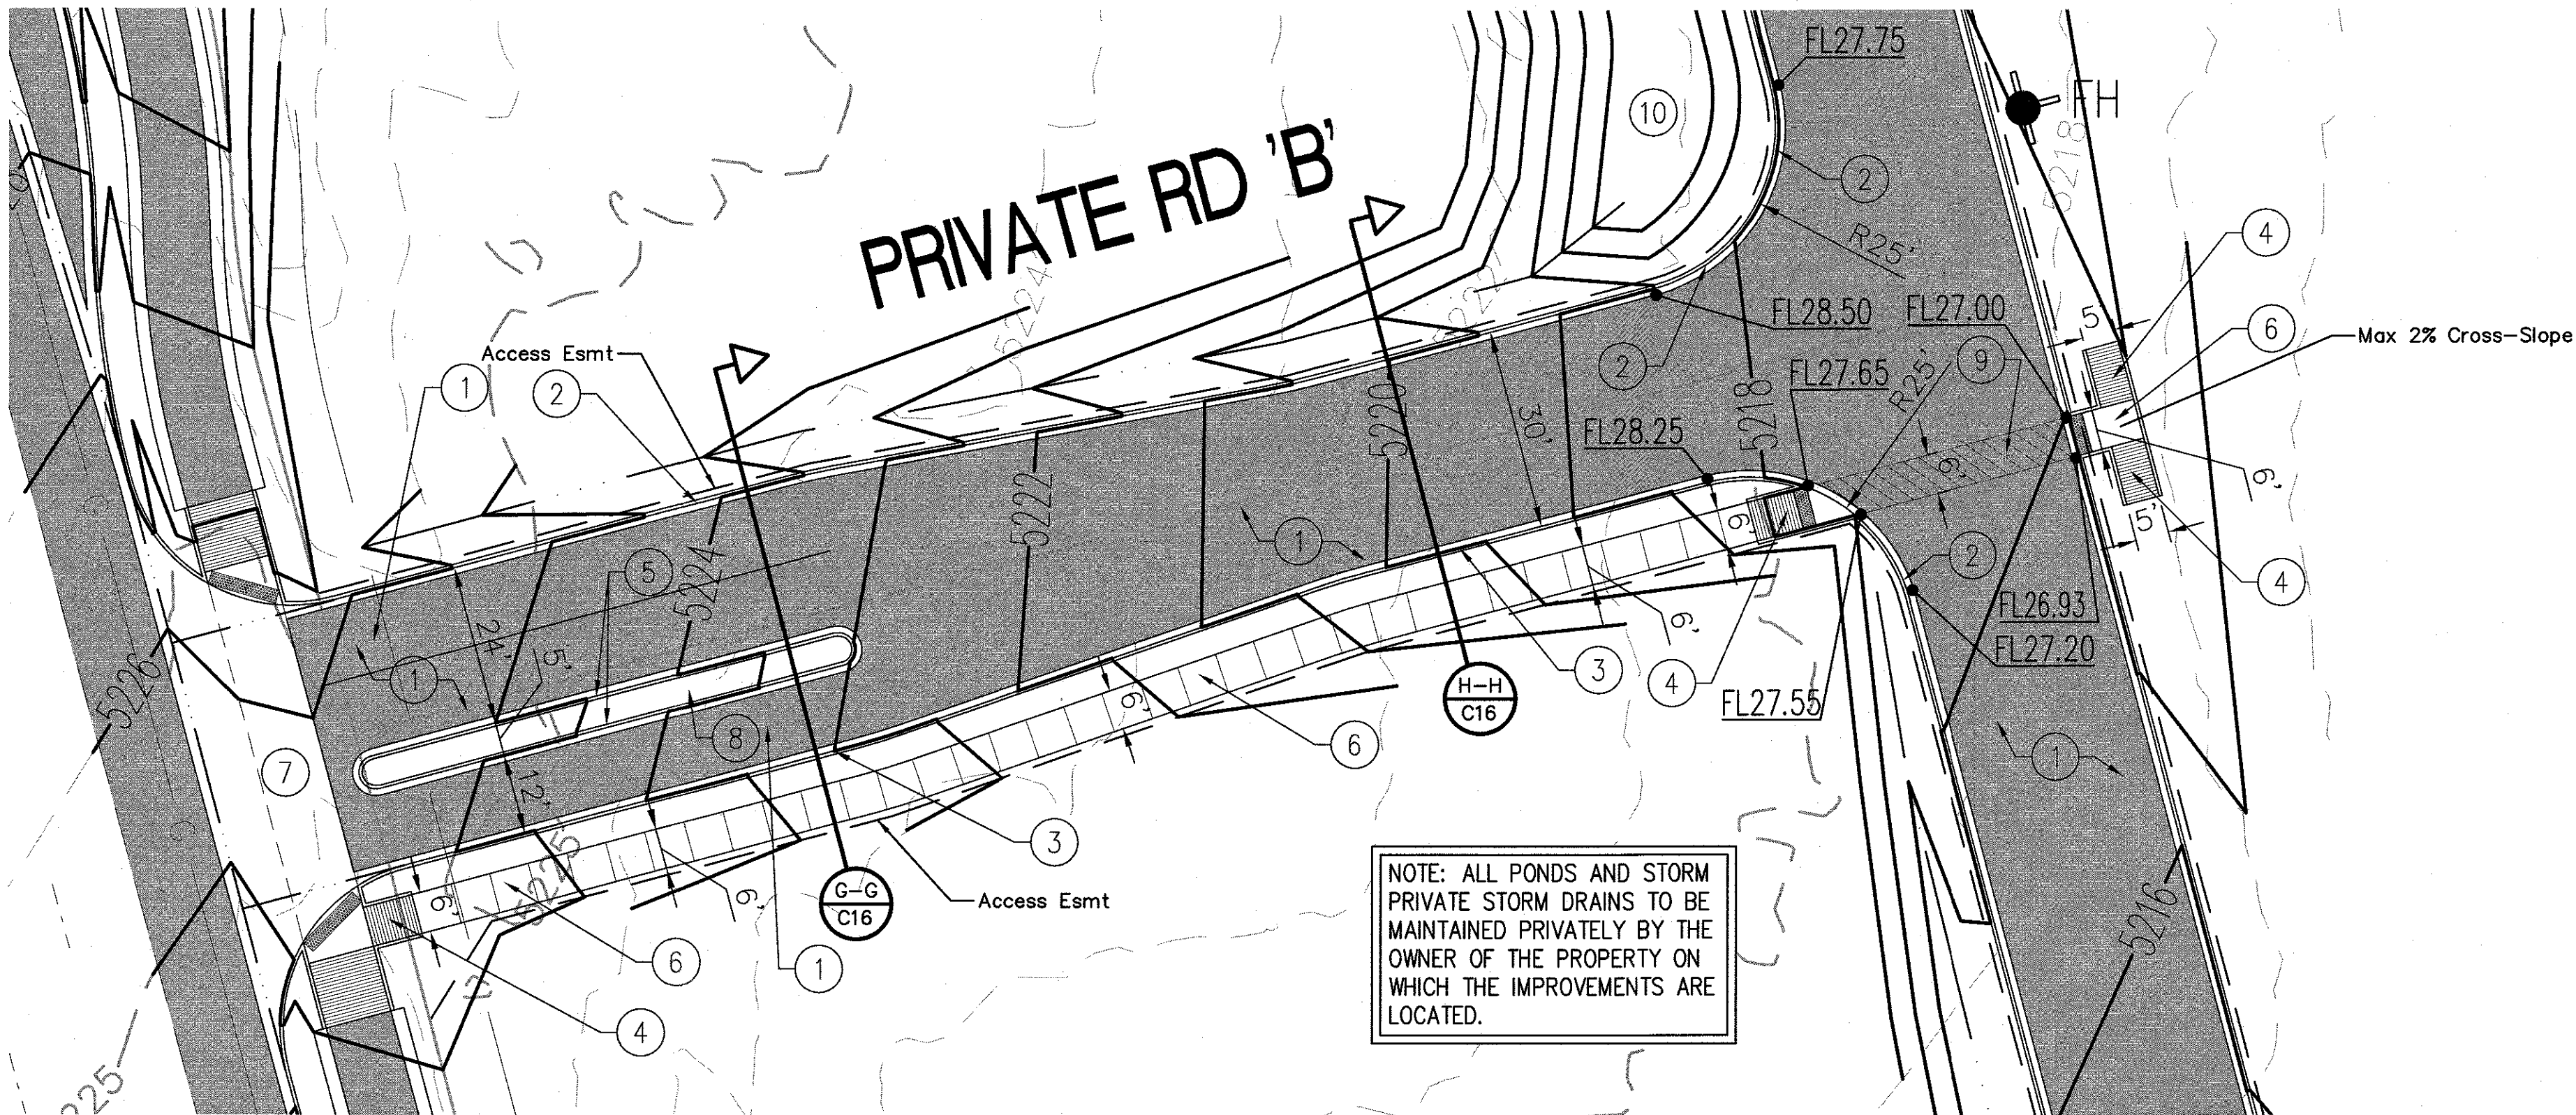 FL27.75
FH
10
5218
2
PRIVATE RD 'B'
R25'
4
5224
FL28.50
FL27.00
5'
6
Max 2% Cross-Slope
Access Esmt
1
2
2
FL27.65
R25'
9
5220
30'
5218
FL28.25
6'
6'
5222
1
6'
2
5'
4
5
5224
24'
5'
1
FL26.93
FL27.20
5226
6'
3
4
H-H
C16
FL27.55
8
6'
6
7
12'
1
3
5225
6'
G-G
C16
Access Esmt
6'
6
1
4
5216
NOTE: ALL PONDS AND STORM
PRIVATE STORM DRAINS TO BE
MAINTAINED PRIVATELY BY THE
OWNER OF THE PROPERTY ON
WHICH THE IMPROVEMENTS ARE
LOCATED.
225